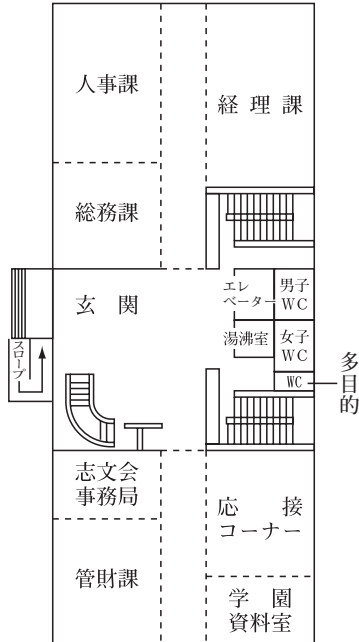 人事課
経理課
総務課
玄関
エレ
ベーター
男子
WC
湯沸室
女子
WC
WC
多目的
スロープ
志文会
事務局
応接
コーナー
管財課
学園
資料室